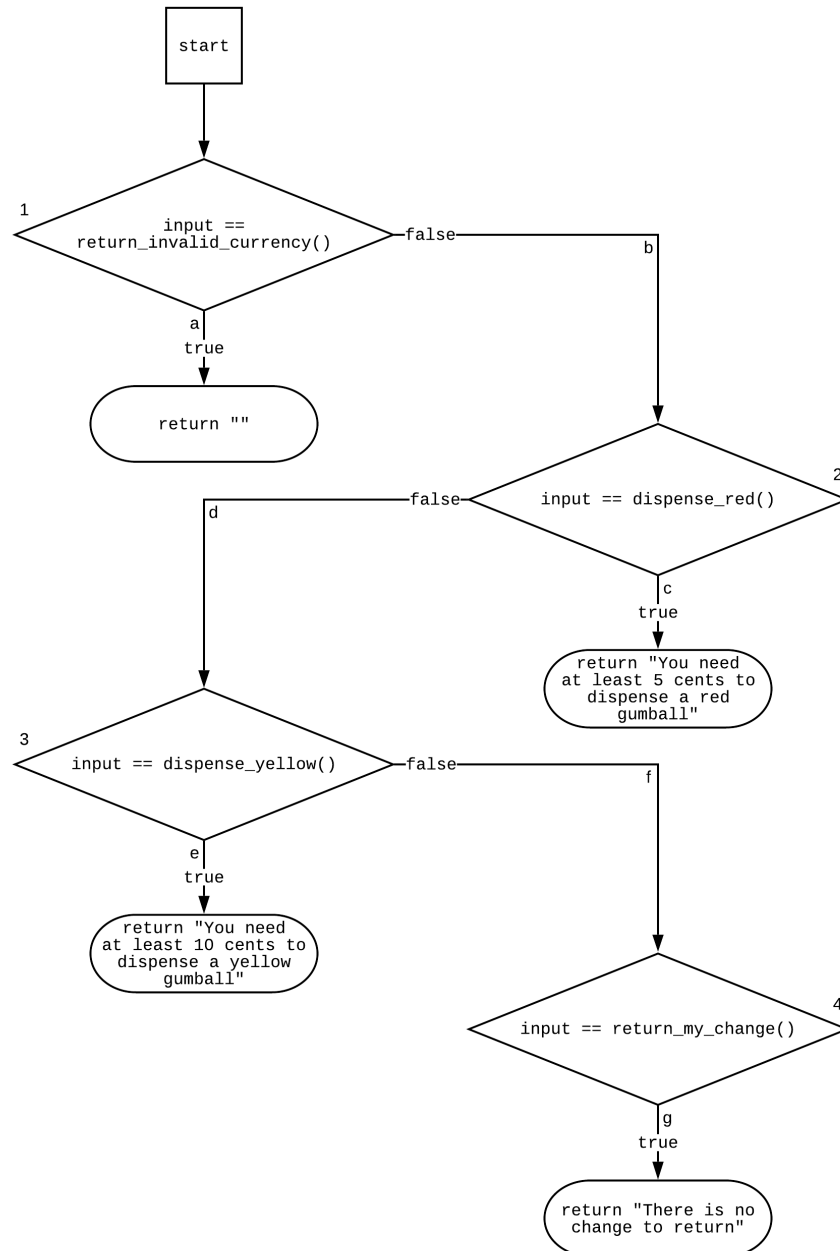 start
1
input ==
return_invalid_currency()
false
b
a
true
return ""
2
input == dispense_red()
false
d
c
true
return "You need
at least 5 cents to
dispense a red
gumball"
3
input == dispense_yellow()
false
f
e
true
return "You need
at least 10 cents to
dispense a yellow
gumball"
4
input == return_my_change()
g
true
return "There is no
change to return"